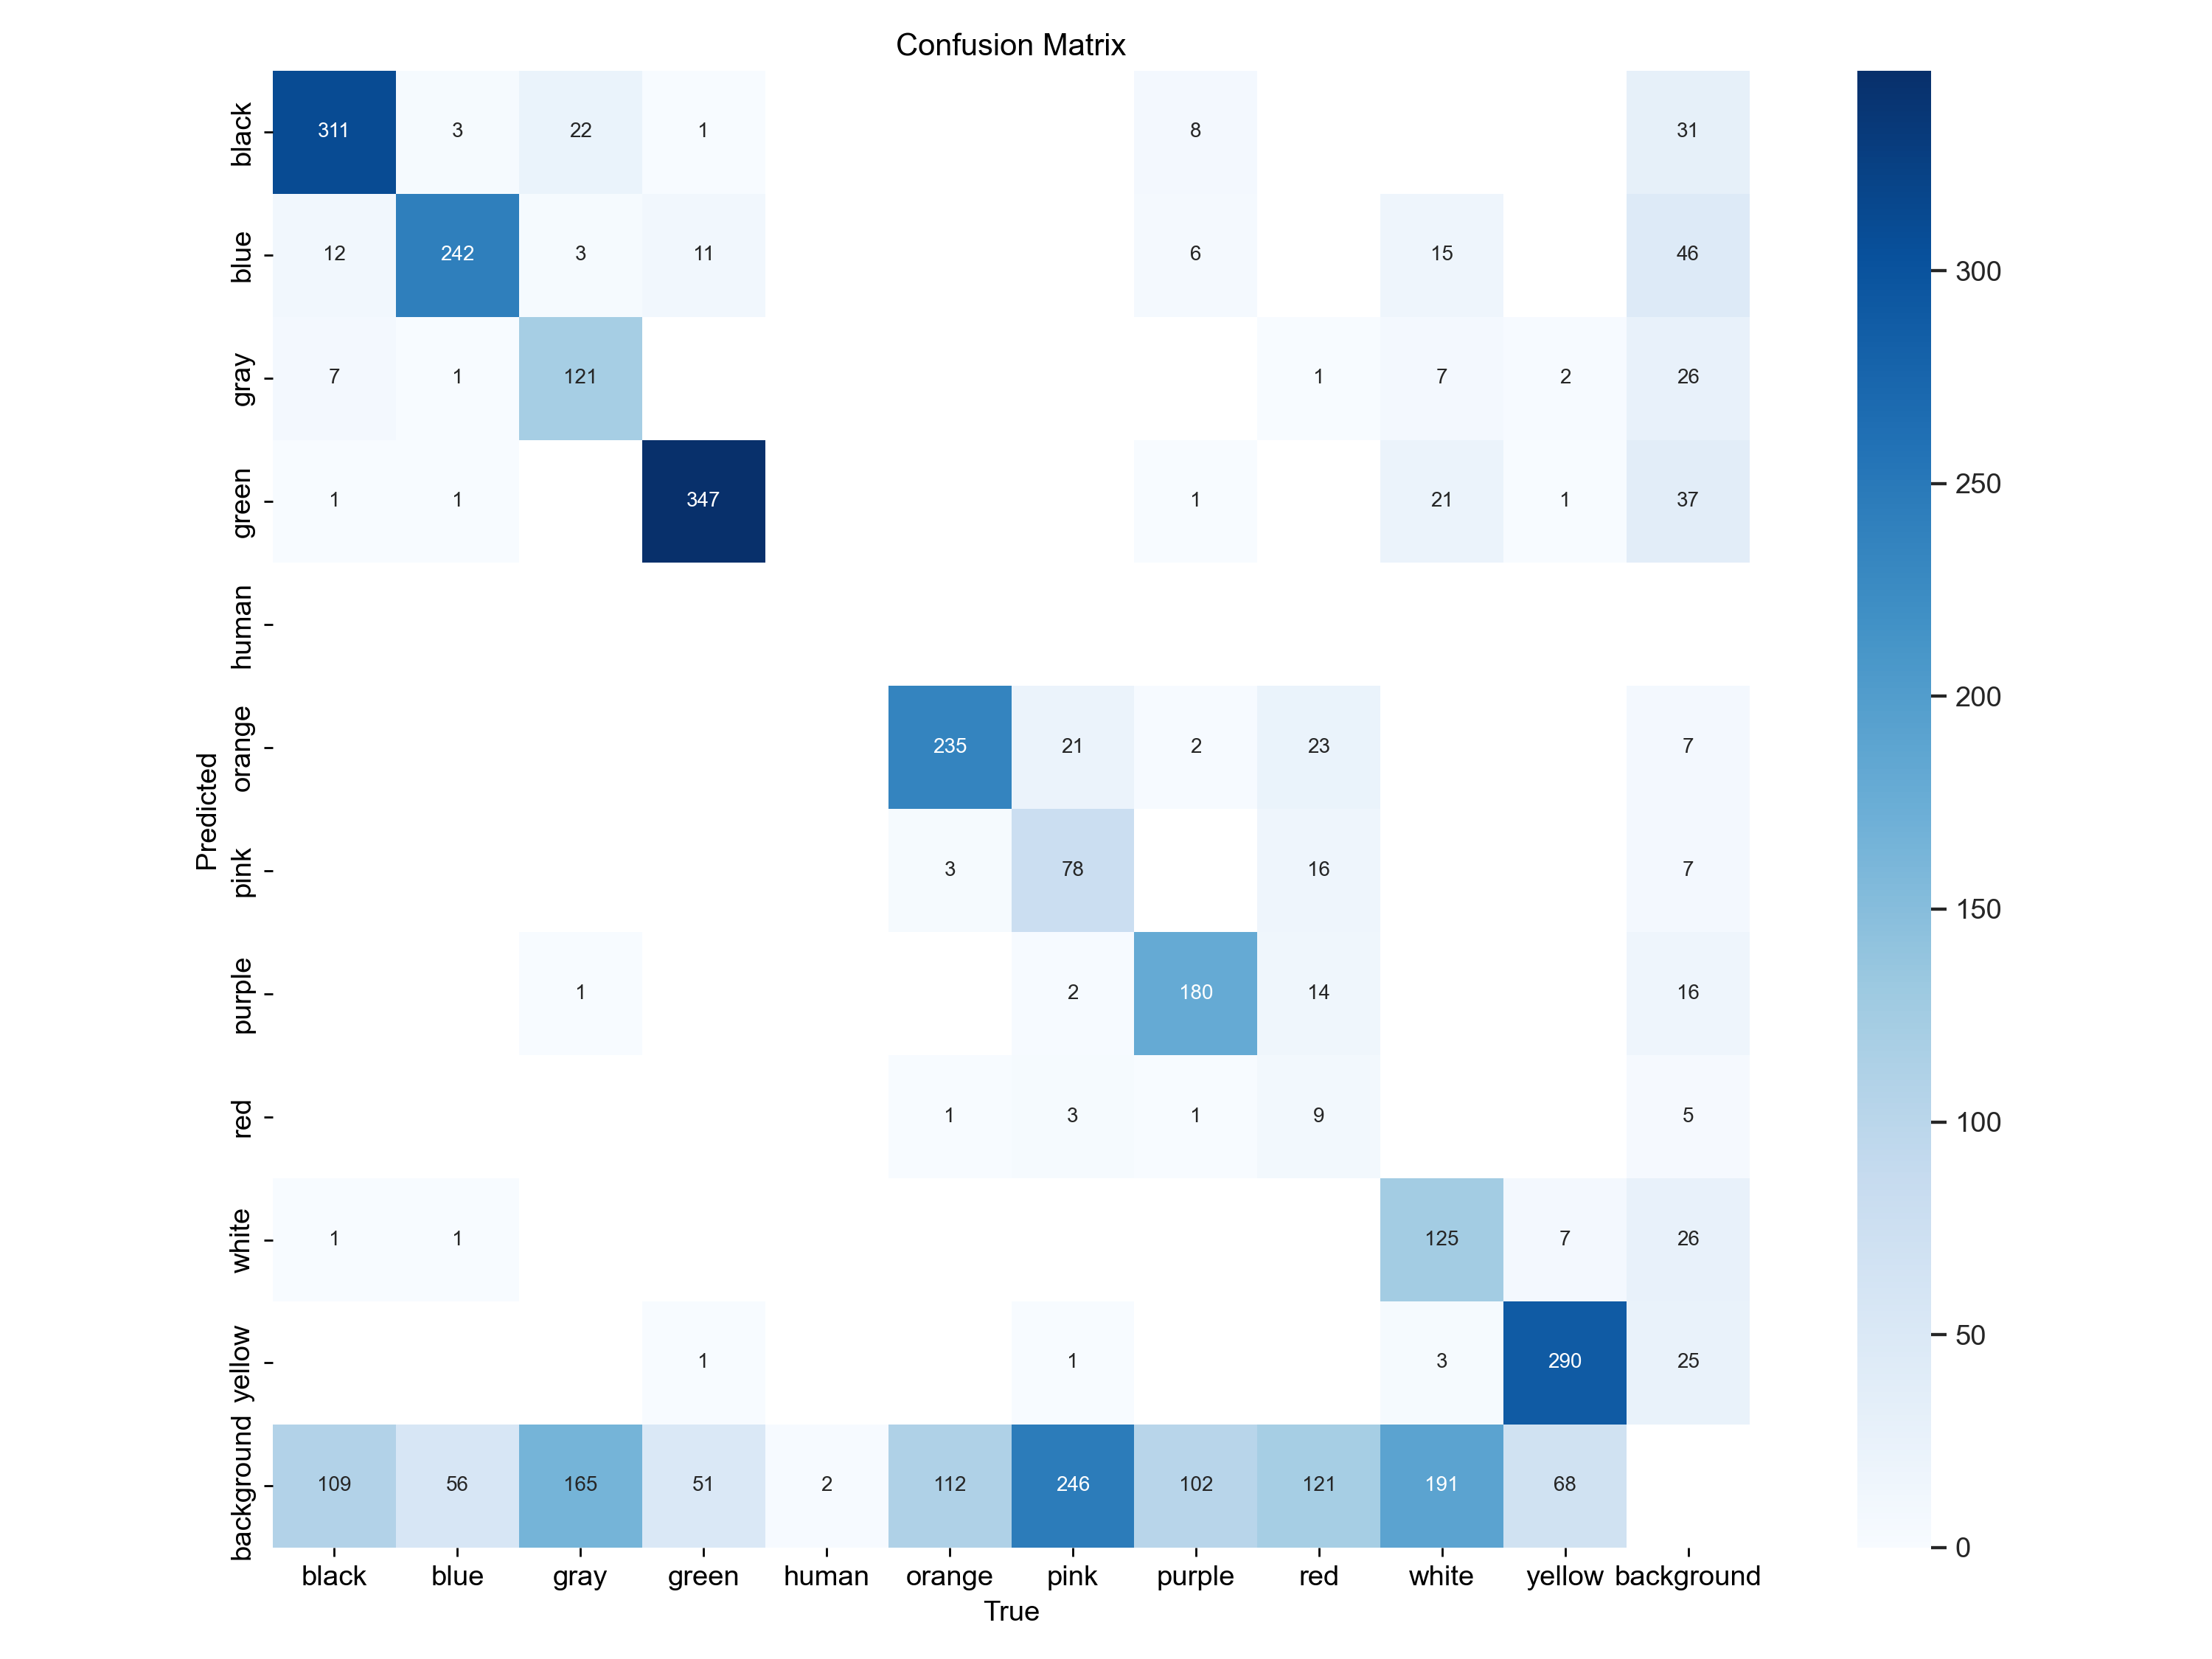 Confusion Matrix
black 311 3 22 1 8 31
blue 12 242 3 11 6 15 46
gray 7 1 121 1 7 2 26
green 1 1 347 1 21 1 37
human
orange 235 21 2 23 7
pink 3 78 16 7
purple 1 2 180 14 16
red 1 3 1 9 5
white 1 1 125 7 26
yellow 1 1 3 290 25
background 109 56 165 51 2 112 246 102 121 191 68
black blue gray green human orange pink purple red white yellow background
True
Predicted
300
250
200
150
100
50
0